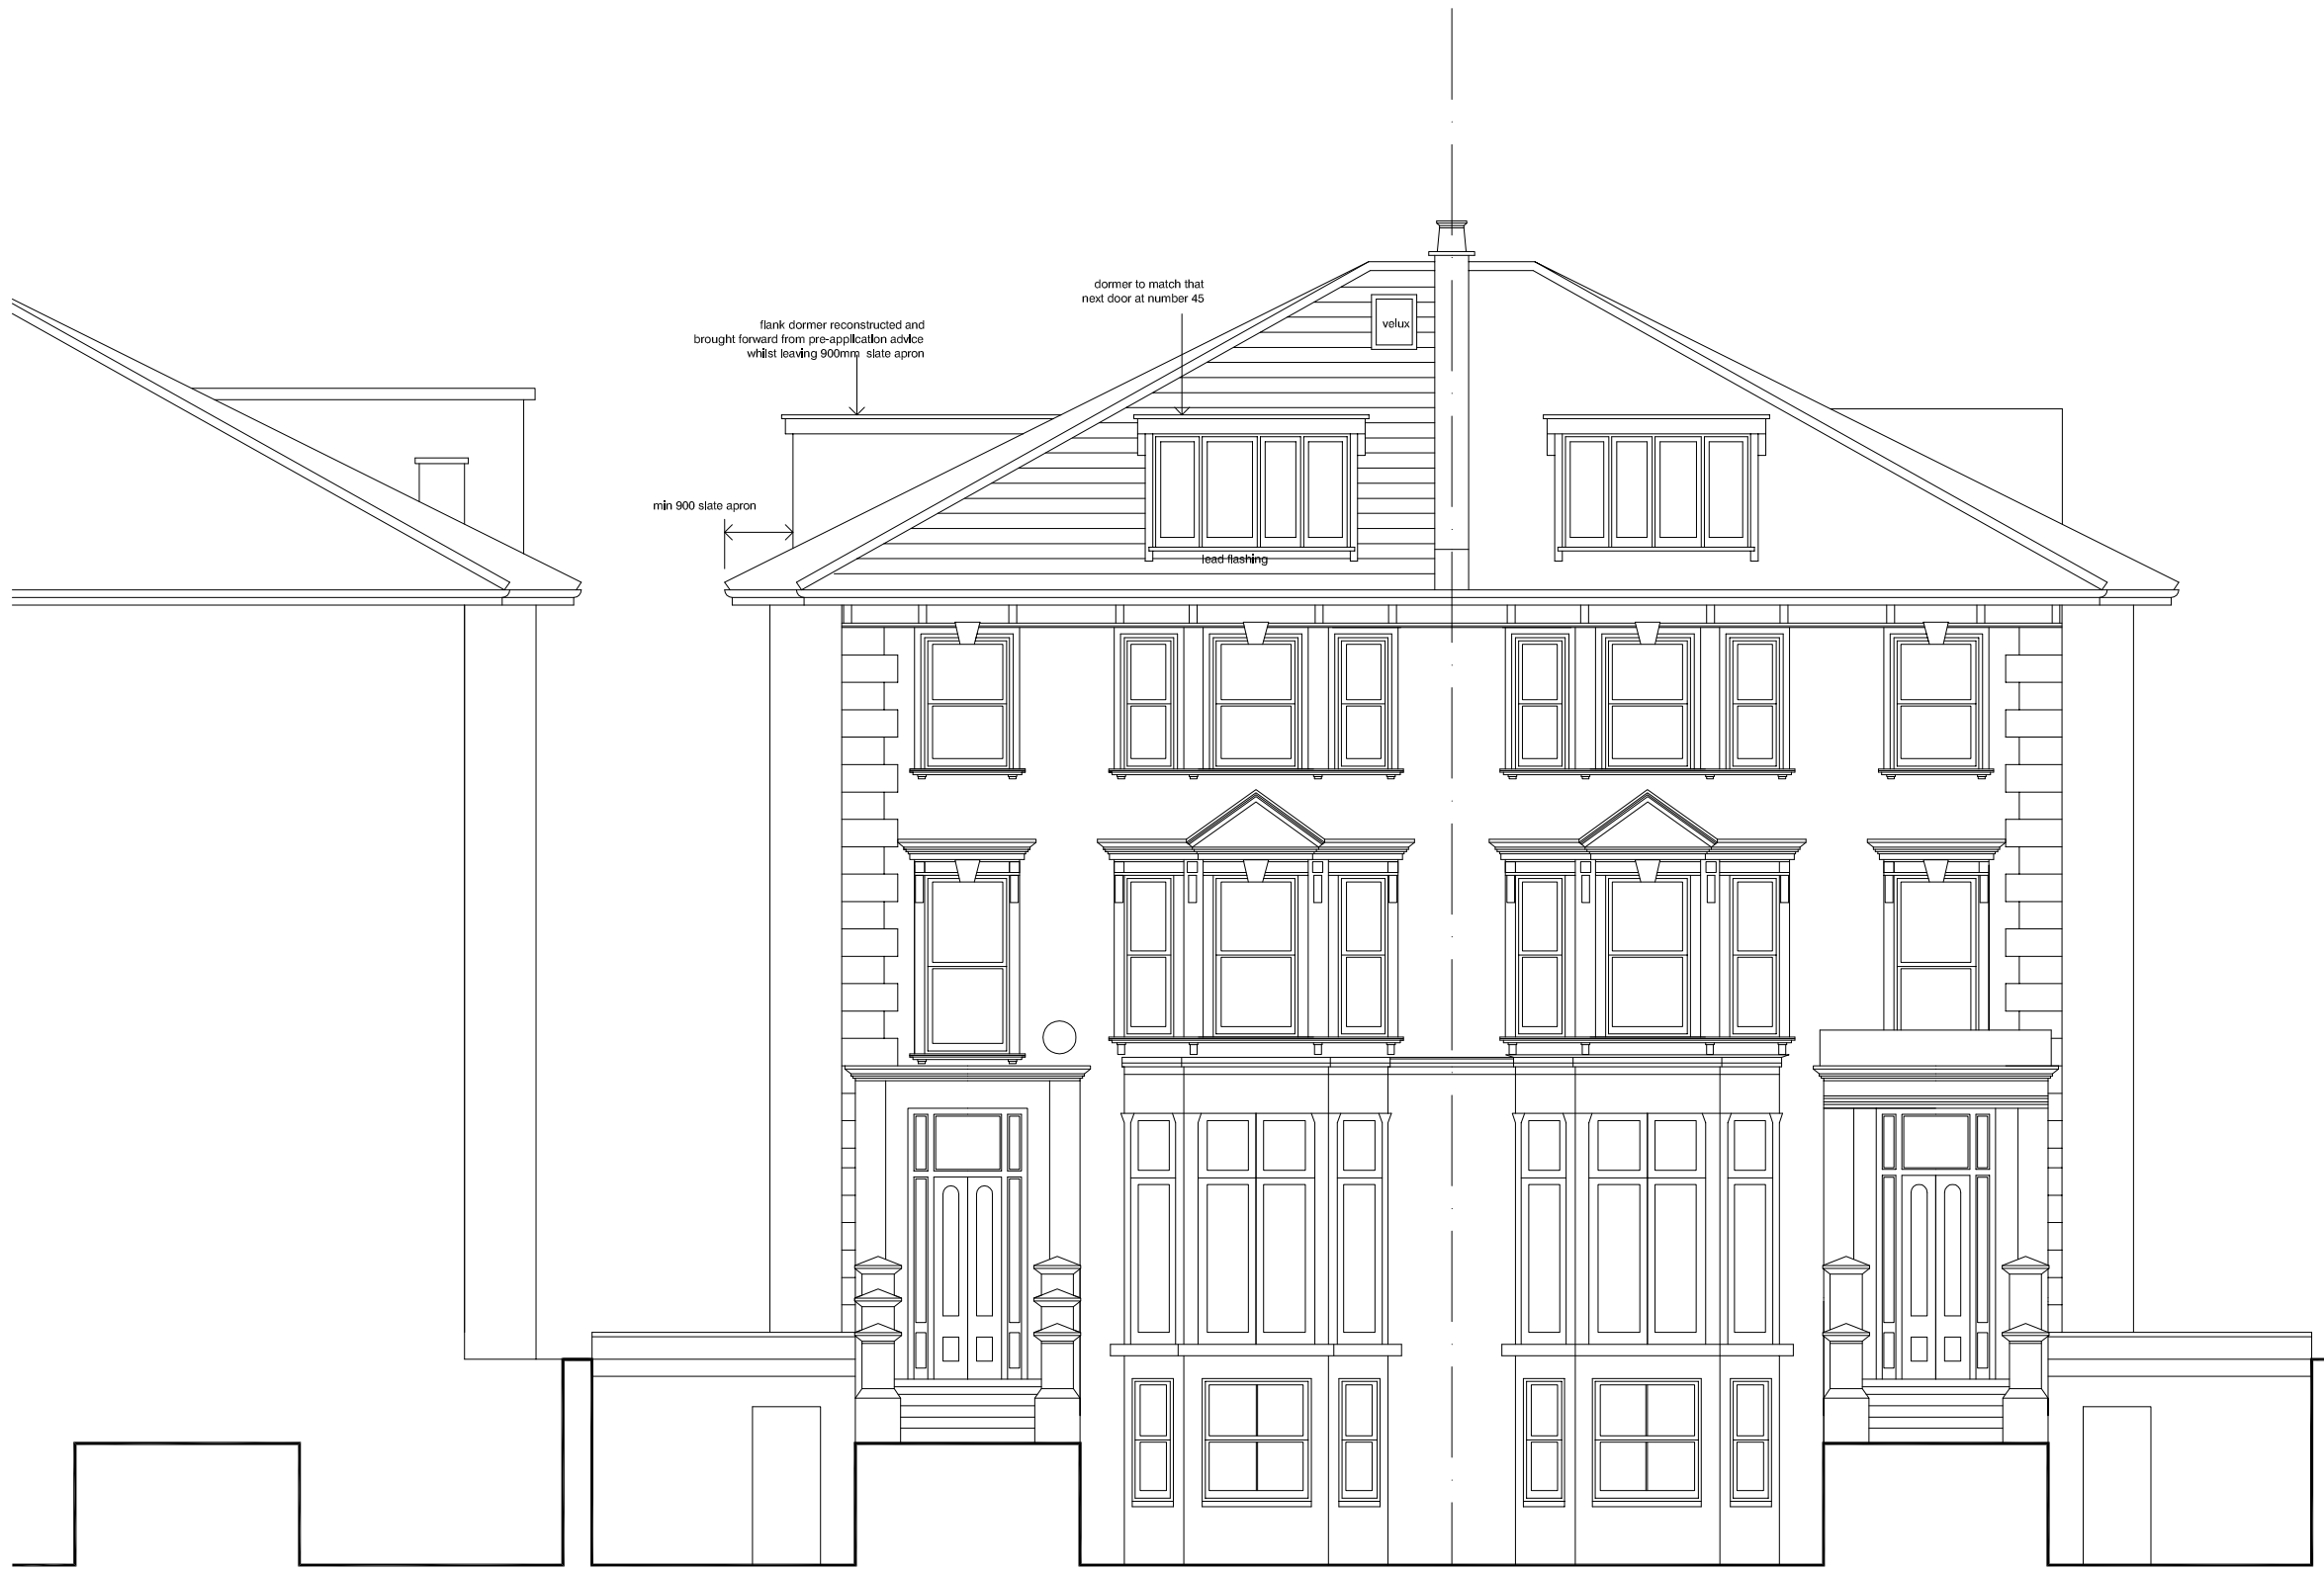 dormer to match that
next door at number 45
velux
flank dormer reconstructed and
brought forward from pre-application advice
whilst leaving 900mm slate apron
min 900 slate apron
lead flashing